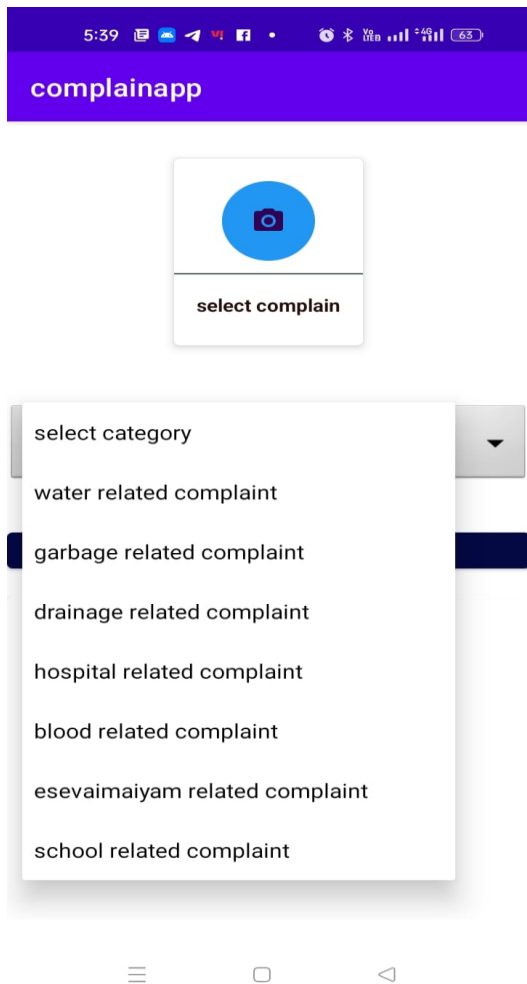 5:39
63
complainapp
select complain
select category
water related complaint
garbage related complaint
drainage related complaint
hospital related complaint
blood related complaint
esevaimaiyam related complaint
school related complaint